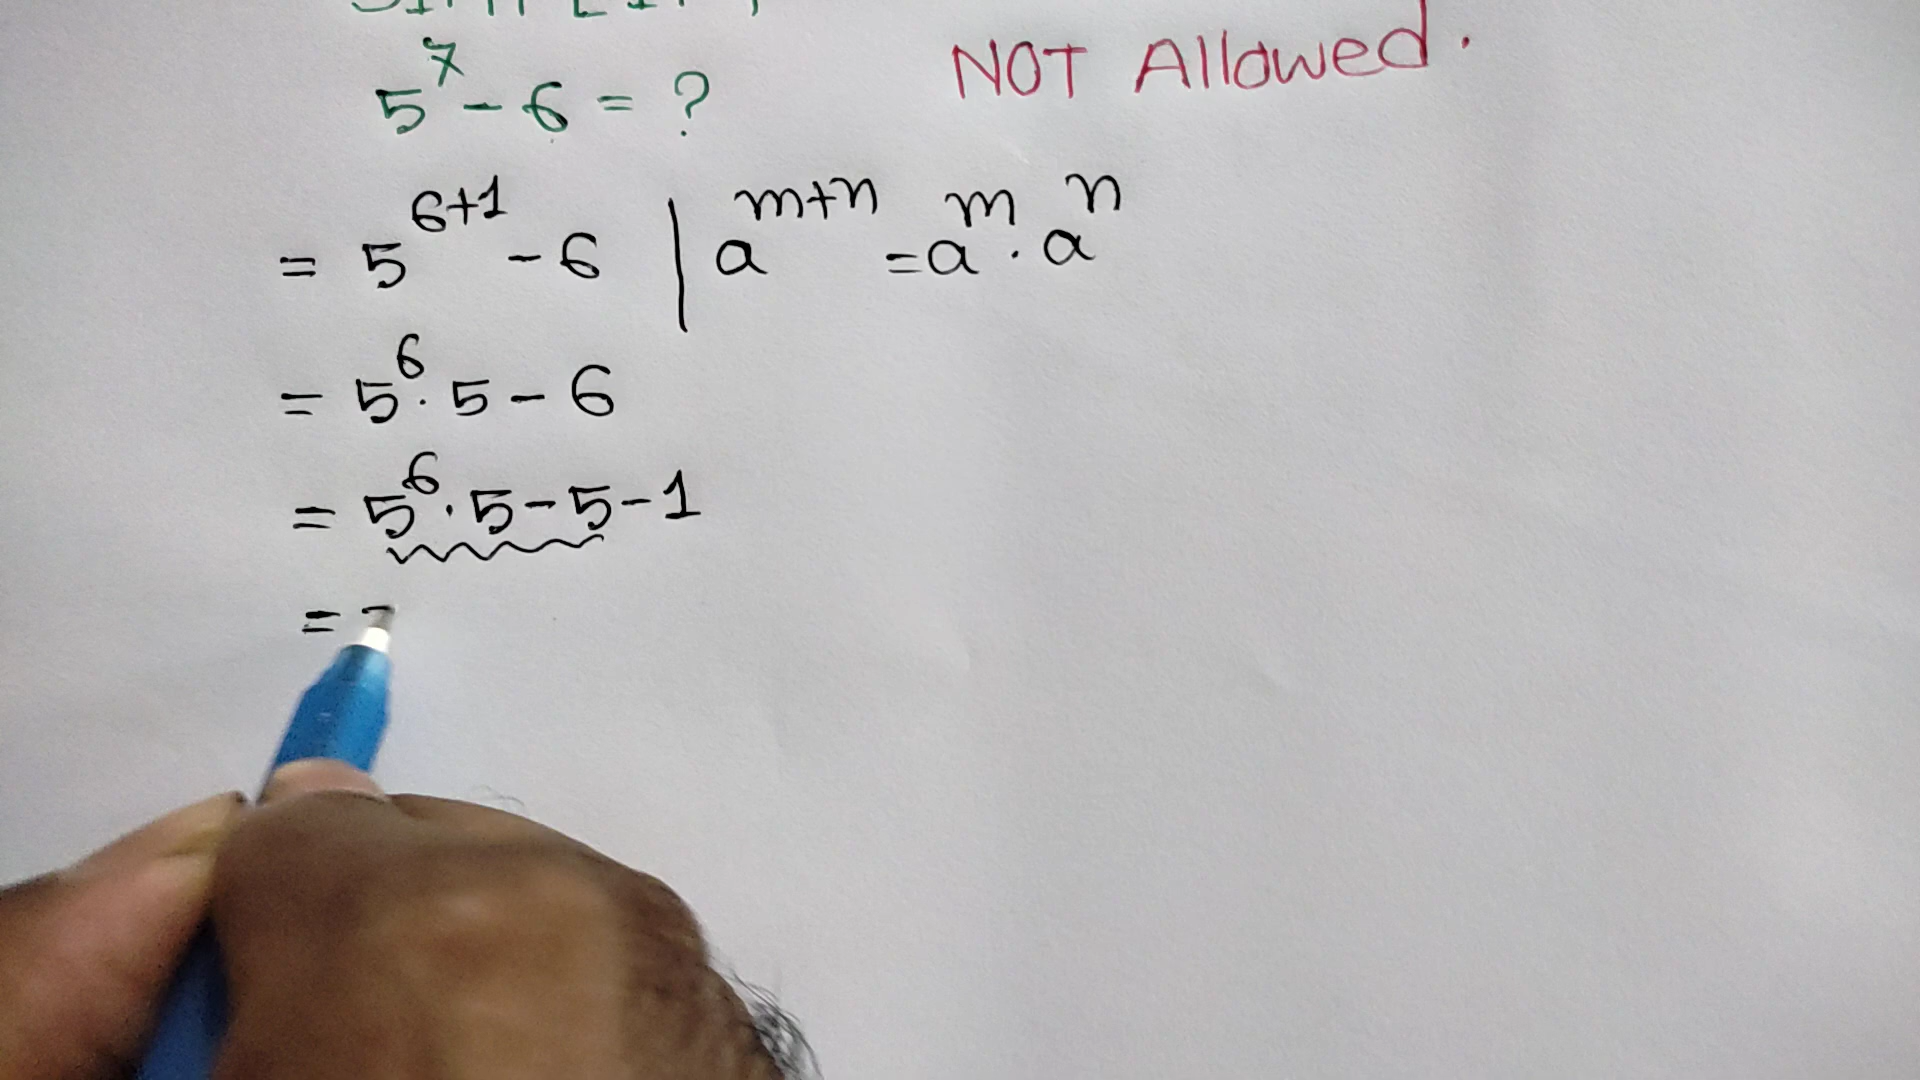 5^7 - 6 = ?
NOT Allowed.
= 5^{6+1} - 6 | a^{m+n} = a^m · a^n
= 5^6 · 5 - 6
= 5^6 · 5 - 5 - 1
=